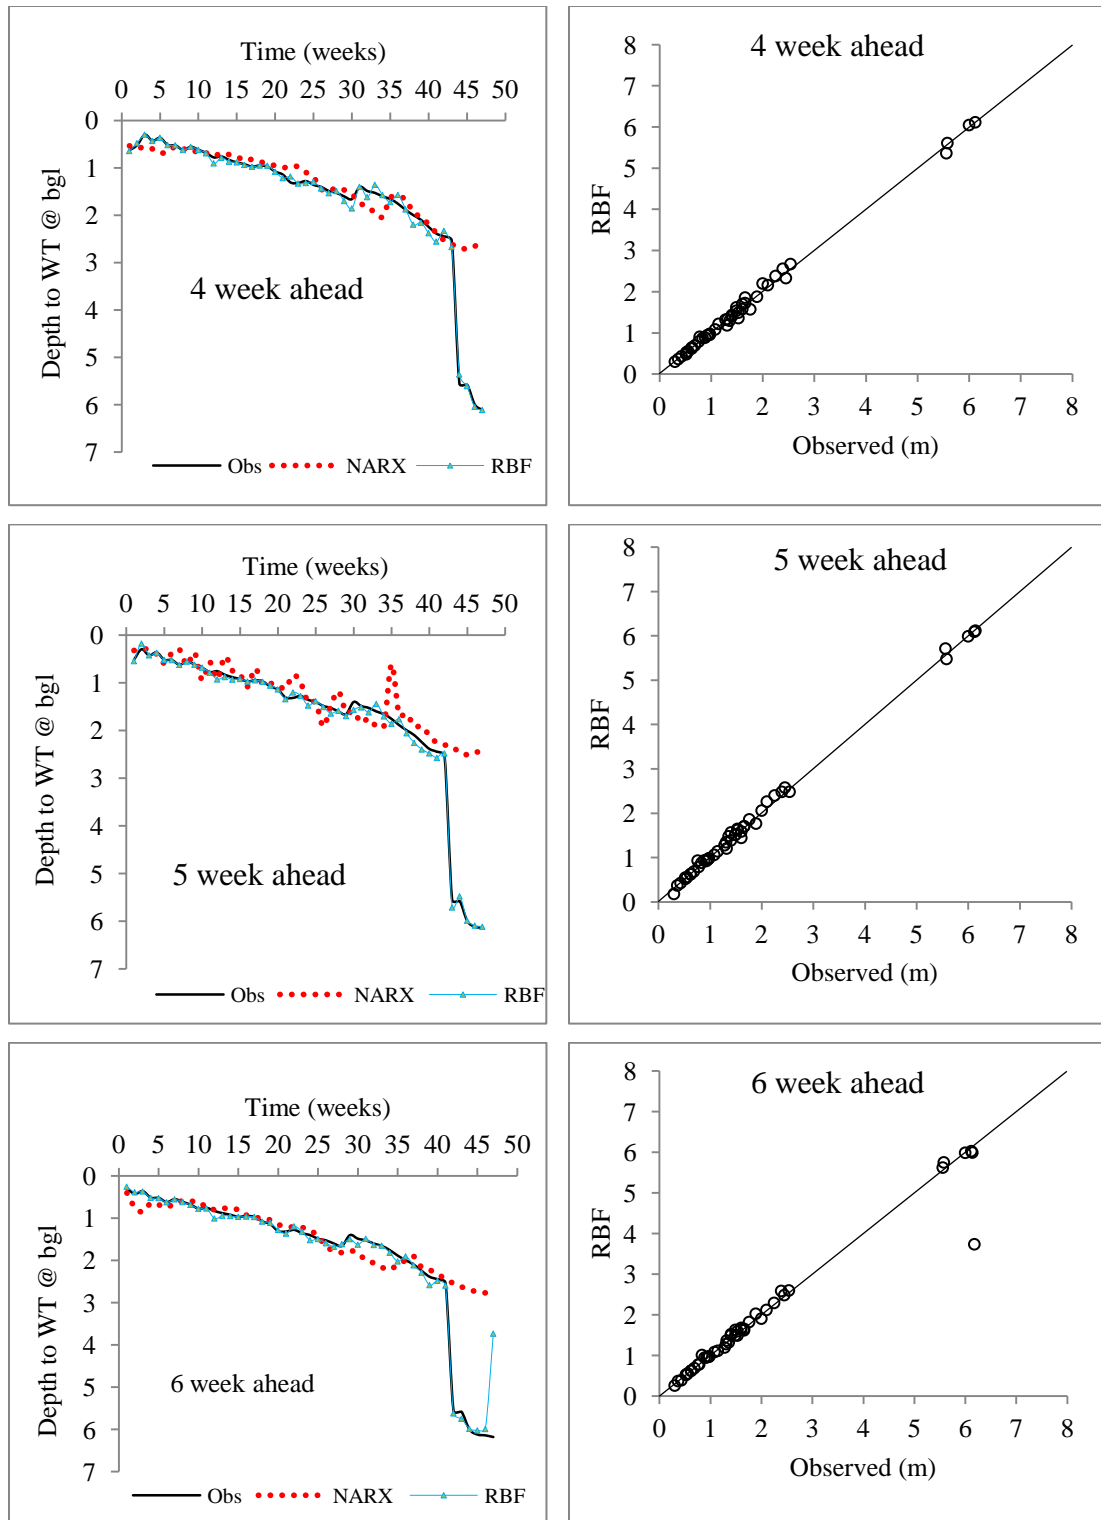 Time (weeks)
0 5 10 15 20 25 30 35 40 45 50
0
1
2
3
4
5
6
7
Depth to WT @ bgl
4 week ahead
Obs NARX RBF
4 week ahead
8
7
6
5
4
3
2
1
0
RBF
0 1 2 3 4 5 6 7 8
Observed (m)
Time (weeks)
0 5 10 15 20 25 30 35 40 45 50
0
1
2
3
4
5
6
7
Depth to WT @ bgl
5 week ahead
Obs NARX RBF
5 week ahead
8
7
6
5
4
3
2
1
0
RBF
0 1 2 3 4 5 6 7 8
Observed (m)
Time (weeks)
0 5 10 15 20 25 30 35 40 45 50
0
1
2
3
4
5
6
7
Depth to WT @ bgl
6 week ahead
Obs NARX RBF
6 week ahead
8
7
6
5
4
3
2
1
0
RBF
0 1 2 3 4 5 6 7 8
Observed (m)